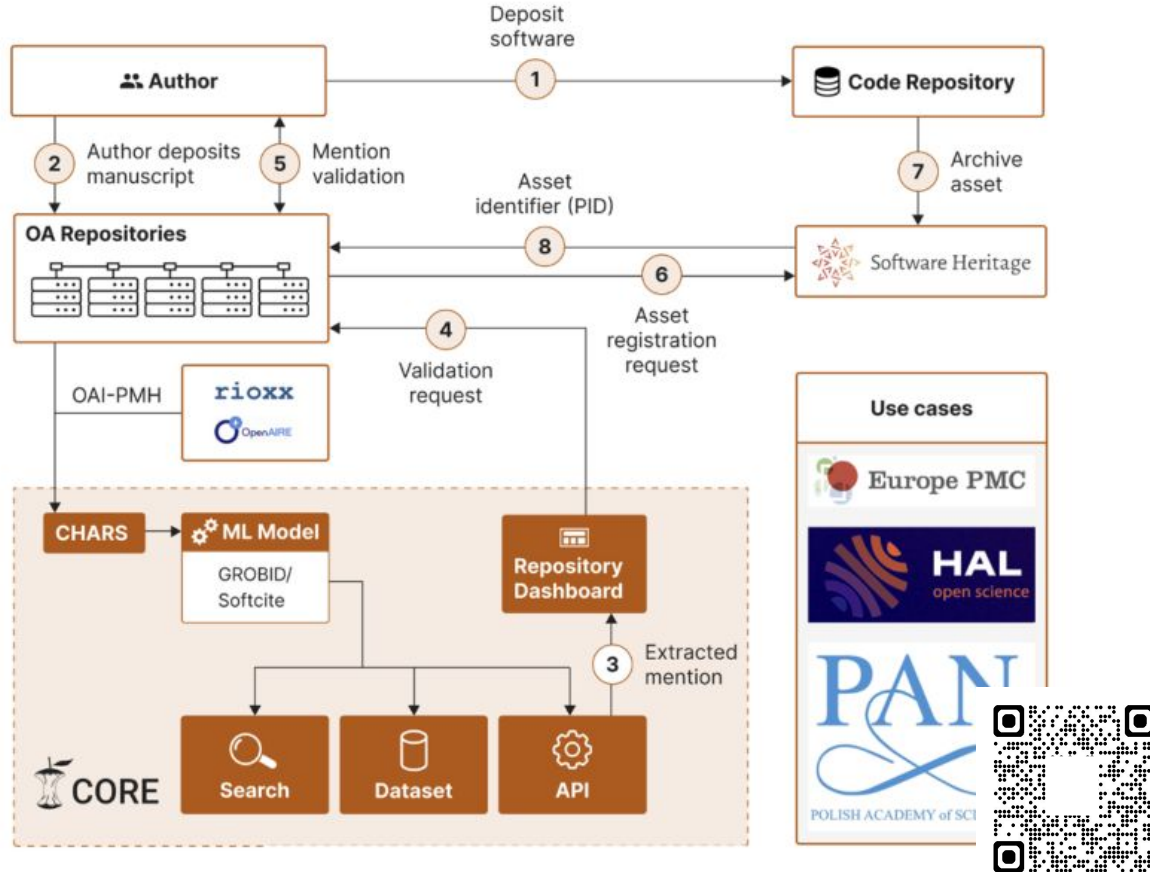 Deposit
software
Author
1
Code Repository
2
Author deposits
manuscript
5
Mention
validation
7
Archive
asset
Asset
identifier (PID)
8
OA Repositories
Software Heritage
6
Asset
registration
request
4
Validation
request
OAI-PMH
rioxx
OpenAIRE
Use cases
Europe PMC
HAL
open science
PAN
POLISH ACADEMY of
CHARS
ML Model
GROBID/
Softcite
Repository
Dashboard
3
Extracted
mention
Search
Dataset
API
CORE